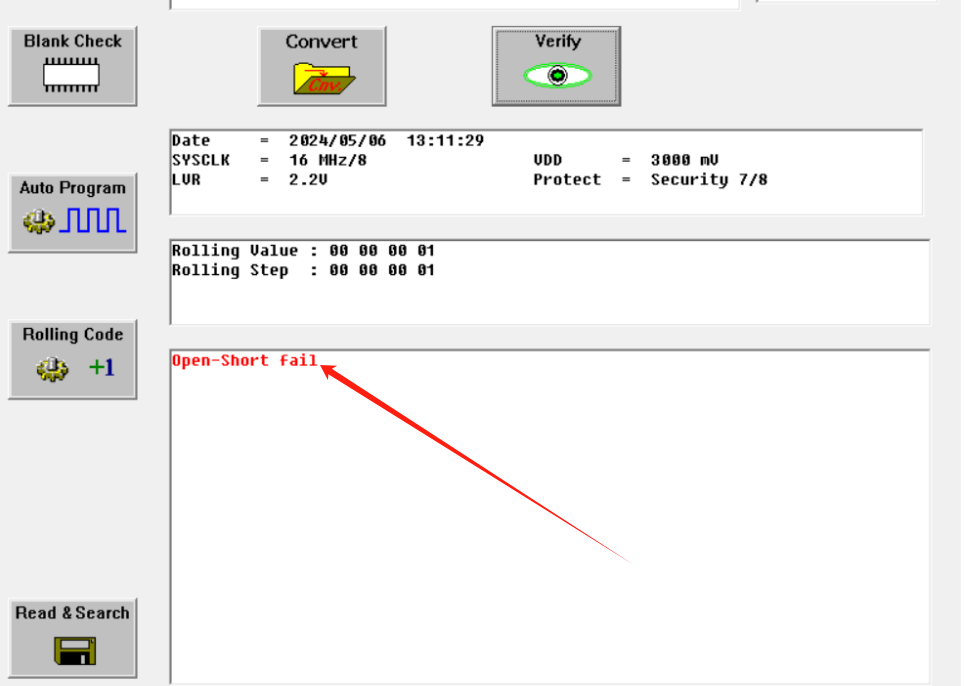 Blank Check
Convert
Cnv.
Verify
Date = 2024/05/06 13:11:29
SYSCLK = 16 MHz/8 VDD = 3000 mV
LVR = 2.2V Protect = Security 7/8
Auto Program
Rolling Value : 00 00 00 01
Rolling Step : 00 00 00 01
Rolling Code
+1
Open-Short fail
Read & Search